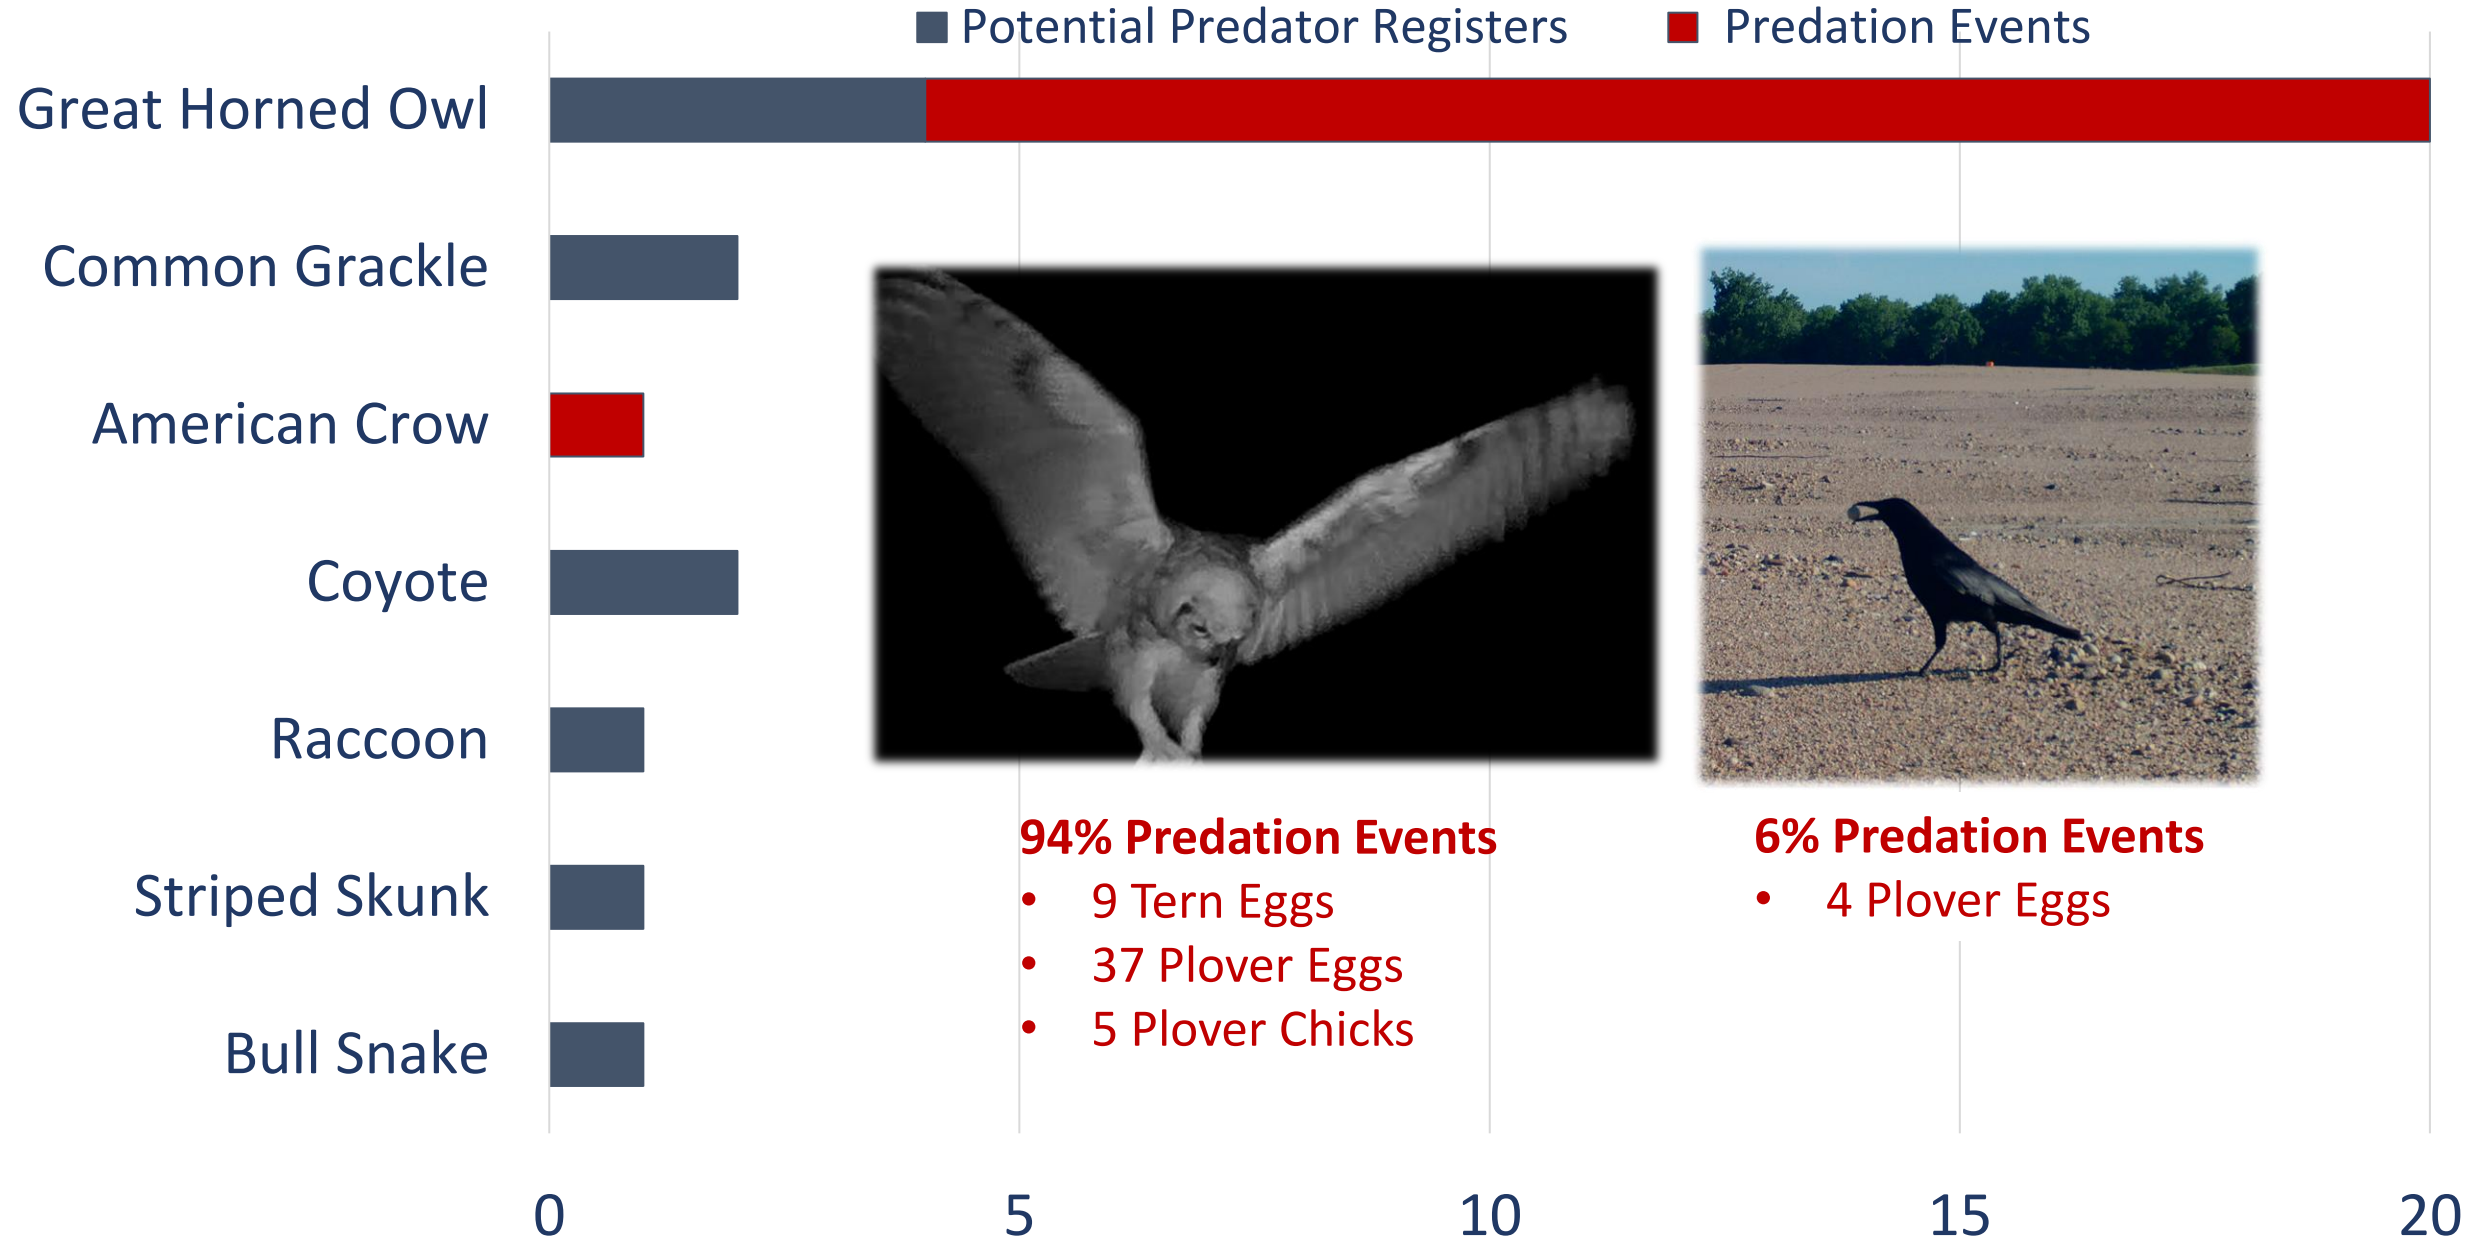 Potential Predator Registers
Predation Events
Great Horned Owl
Common Grackle
American Crow
Coyote
Raccoon
Striped Skunk
Bull Snake
94% Predation Events
• 9 Tern Eggs
• 37 Plover Eggs
• 5 Plover Chicks
6% Predation Events
• 4 Plover Eggs
0 5 10 15 20